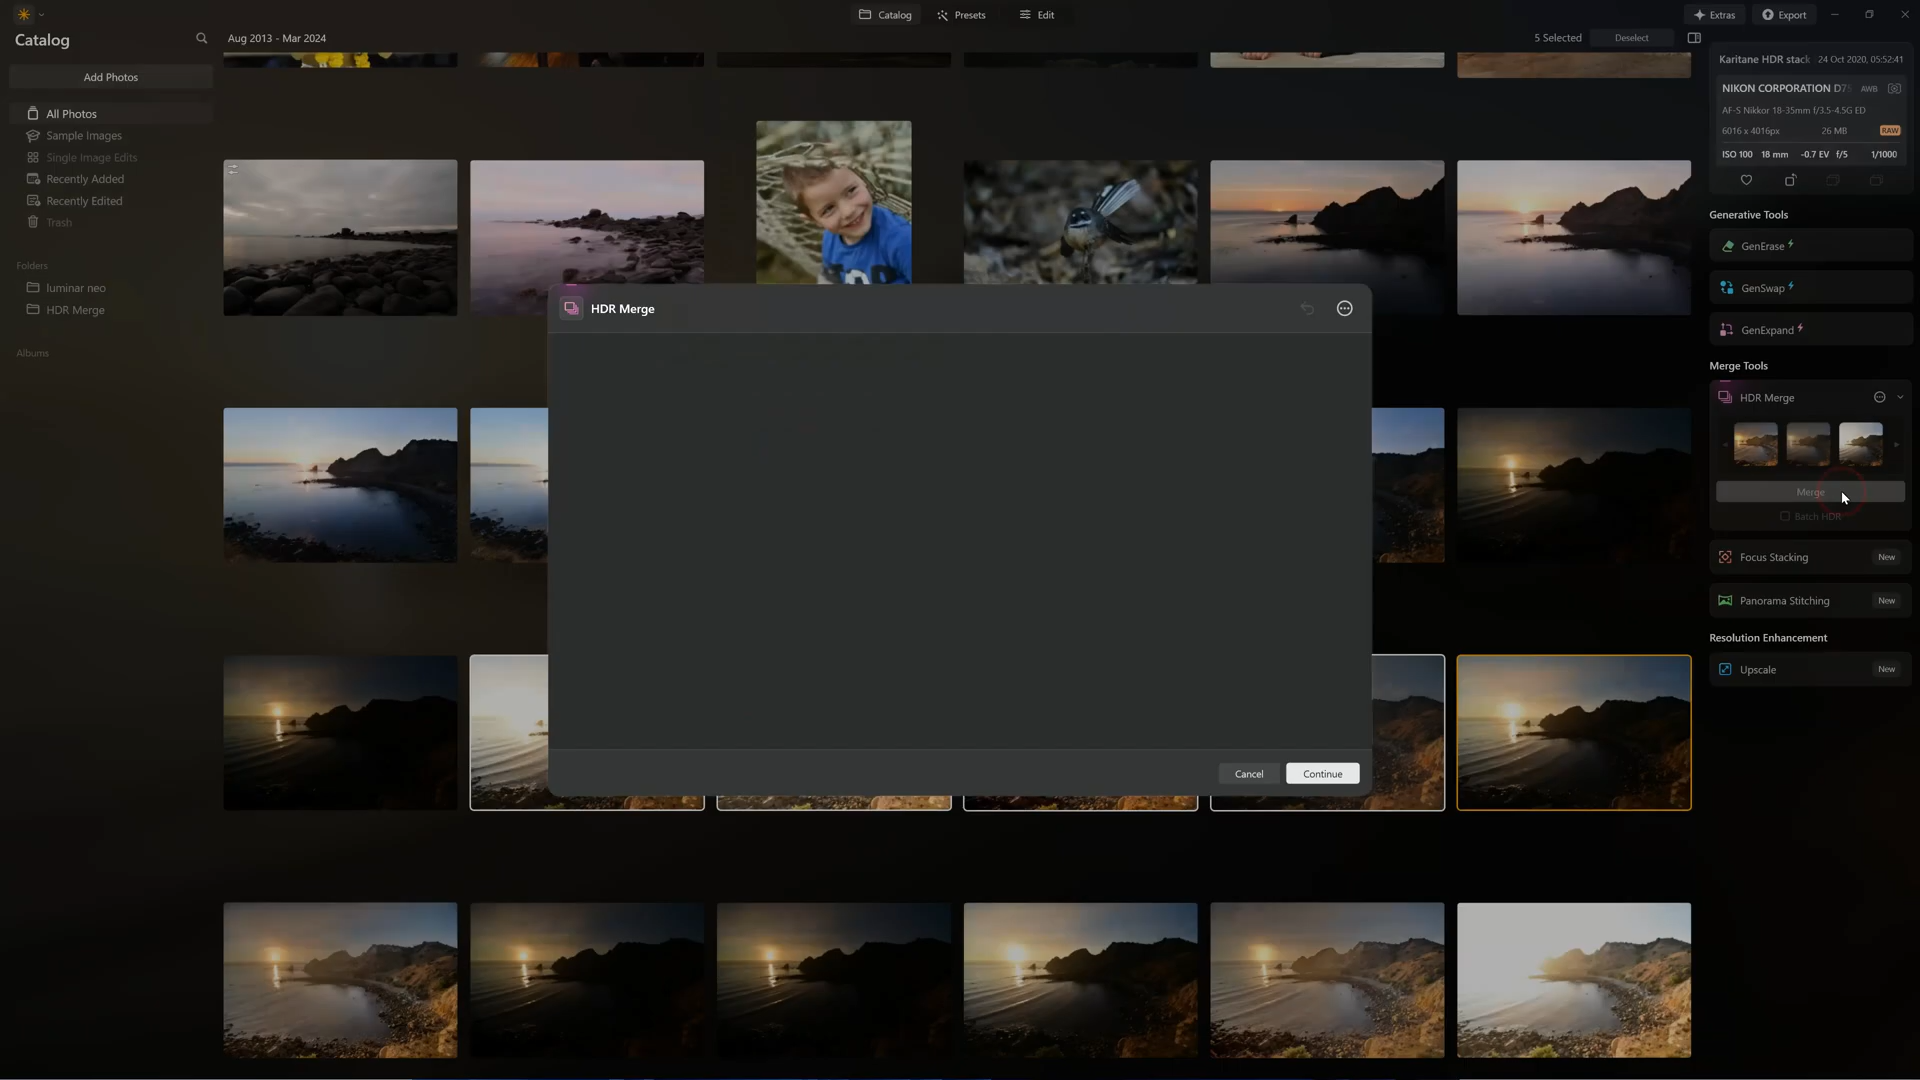 Catalog
Presets
Edit
Extras
Export
Catalog
Aug 2013 - Mar 2024
5 Selected
Deselect
Add Photos
All Photos
Sample Images
Single Image Edits
Recently Added
Recently Edited
Trash
Folders
luminar neo
HDR Merge
Albums
Karitane HDR stack
24 Oct 2020, 05:52:41
NIKON CORPORATION D75
AWB
AF-S Nikkor 18-35mm f/3.5-4.5G ED
6016 x 4016px
26 MB
RAW
ISO 100 18 mm -0.7 EV f/5 1/1000
Generative Tools
GenErase
GenSwap
GenExpand
Merge Tools
HDR Merge
Merge
Batch HDR
Focus Stacking
New
Panorama Stitching
New
Resolution Enhancement
Upscale
New
HDR Merge
Cancel
Continue